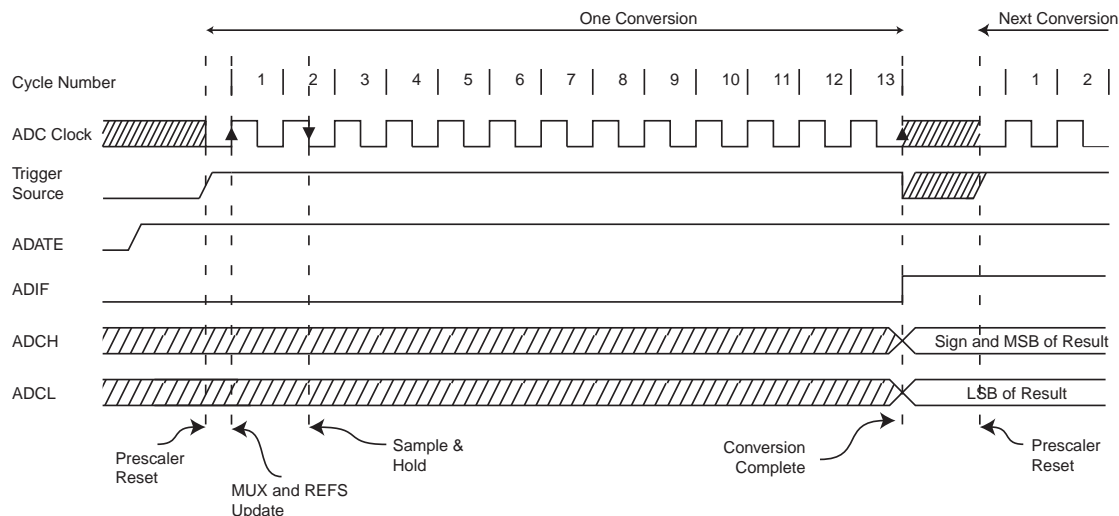 One Conversion
Next Conversion
Cycle Number
1 2 3 4 5 6 7 8 9 10 11 12 13 1 2
ADC Clock
Trigger
Source
ADATE
ADIF
ADCH
Sign and MSB of Result
ADCL
LSB of Result
Prescaler
Reset
MUX and REFS
Update
Sample &
Hold
Conversion
Complete
Prescaler
Reset